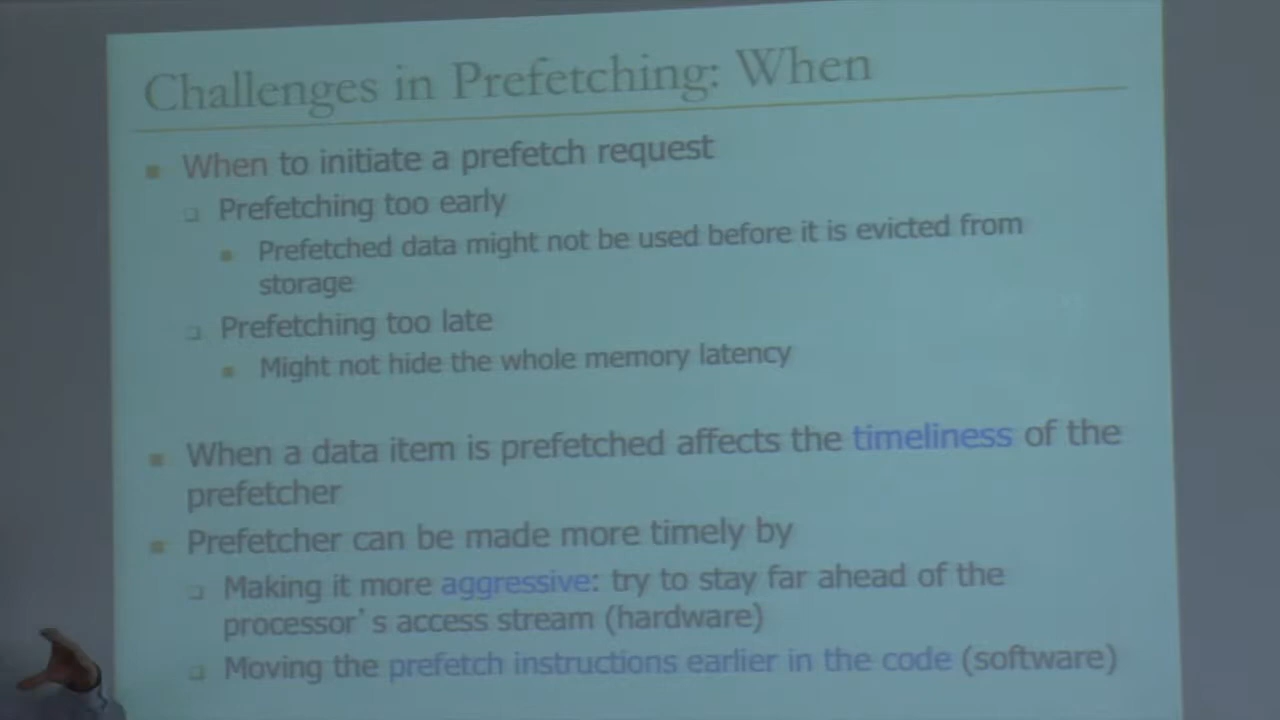 Challenges in Prefetching: When
When to initiate a prefetch request
Prefetching too early
Prefetched data might not be used before it is evicted from
storage
Prefetching too late
Might not hide the whole memory latency
When a data item is prefetched affects the timeliness of the
prefetcher
Prefetcher can be made more timely by
Making it more aggressive: try to stay far ahead of the
processor's access stream (hardware)
Moving the prefetch instructions earlier in the code (software)